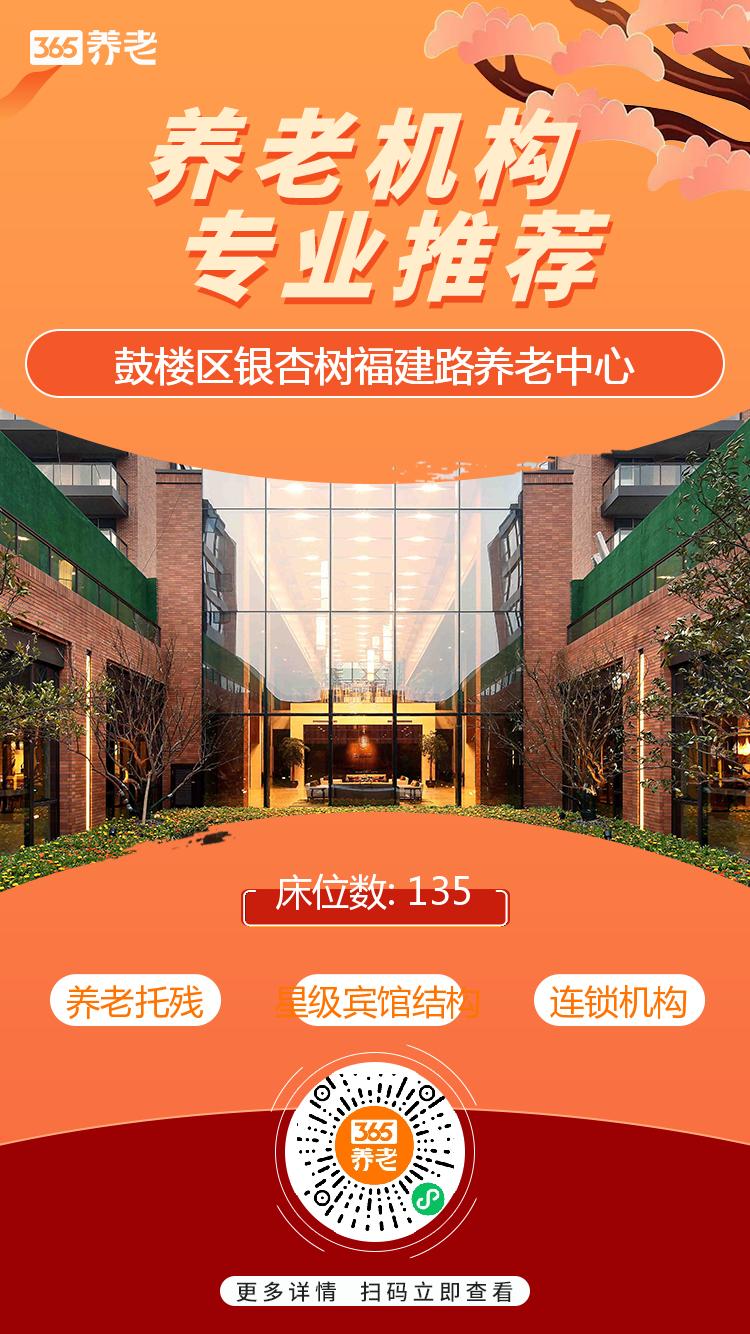 365养老
养老机构
专业推荐
鼓楼区银杏树福建路养老中心
床位数: 135
养老托残
星级宾馆结构
连锁机构
365
养老
更多详情 扫码立即查看